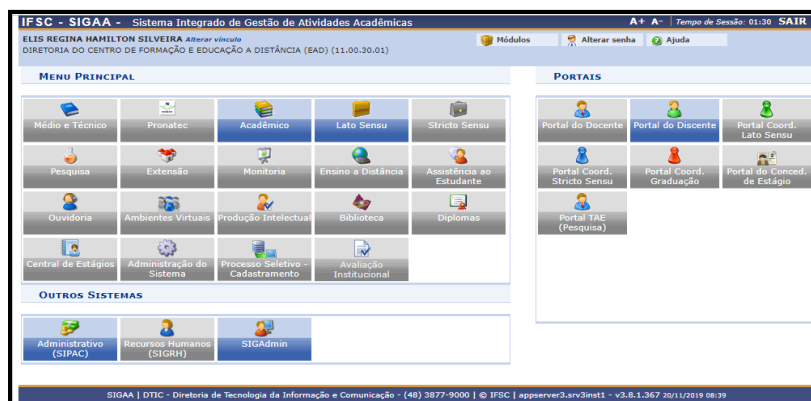 IFSC - SIGAA - Sistema Integrado de Gestão de Atividades Acadêmicas A+ A- Tempo de Sessão: 01:30 SAIR
ELIS REGINA HAMILTON SILVEIRA Alterar vínculo Módulos Alterar senha Ajuda
DIRETORIA DO CENTRO DE FORMAÇÃO E EDUCAÇÃO A DISTÂNCIA (EAD) (11.00.30.01)
MENU PRINCIPAL
Médio e Técnico Pronatec Acadêmico Lato Sensu Stricto Sensu
Pesquisa Extensão Monitoria Ensino a Distância Assistência ao
Estudante
Ouvidoria Ambientes Virtuais Produção Intelectual Biblioteca Diplomas
Central de Estágios Administração do Processo Seletivo - Avaliação
Sistema Cadastramento Institucional
OUTROS SISTEMAS
Administrativo Recursos Humanos SIGAdmin
(SIPAC) (SIGRH)
PORTAIS
Portal do Docente Portal do Discente Portal Coord.
Lato Sensu
Portal Coord. Portal Coord. Portal do Conced.
Stricto Sensu Graduação de Estágio
Portal TAE
(Pesquisa)
SIGAA | DTIC - Diretoria de Tecnologia da Informação e Comunicação - (48) 3877-9000 | © IFSC | appserver3.srv3inst1 - v3.8.1.367 20/11/2019 08:39